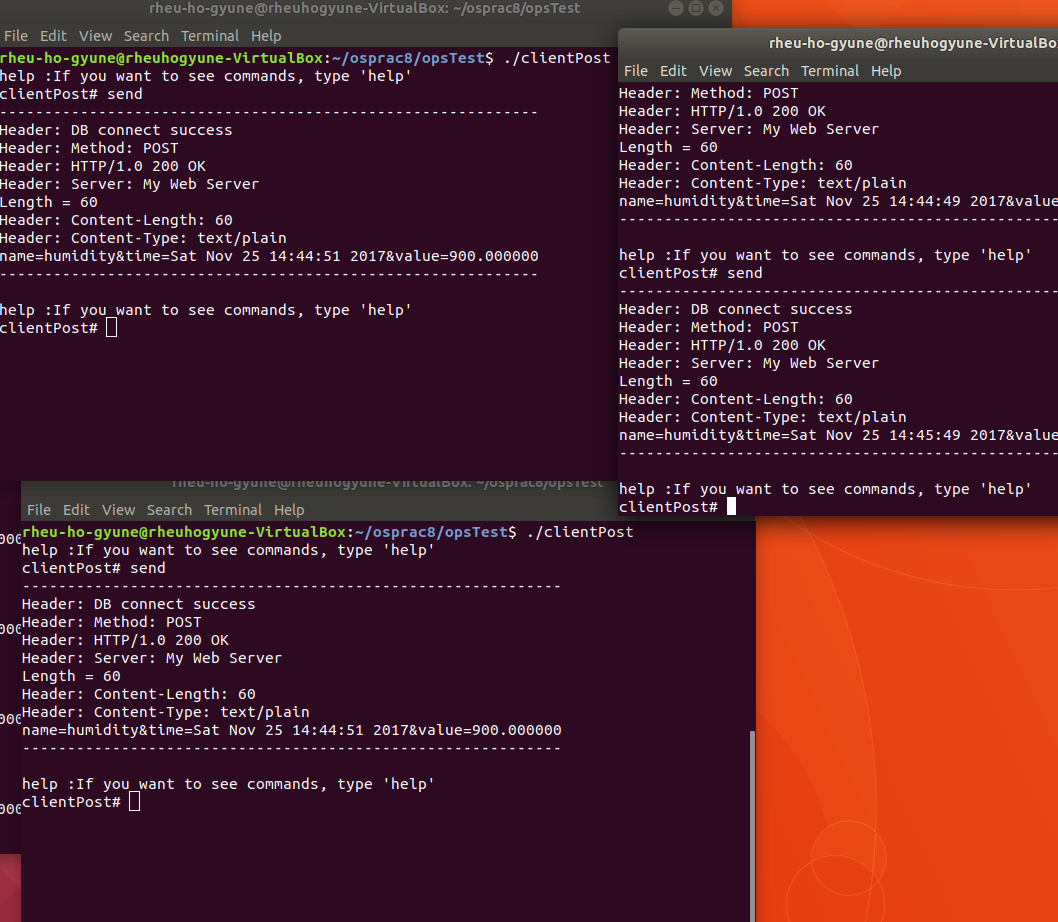 rheu-ho-gyune@rheuhogyune-VirtualBox: ~/osprac8/opsTest
File Edit View Search Terminal Help
rheu-ho-gyune@rheuhogyune-VirtualBox:~/osprac8/opsTest$ ./clientPost
help :If you want to see commands, type 'help'
clientPost# send
------------------------------------------------------------
Header: DB connect success
Header: Method: POST
Header: HTTP/1.0 200 OK
Header: Server: My Web Server
Length = 60
Header: Content-Length: 60
Header: Content-Type: text/plain
name=humidity&time=Sat Nov 25 14:44:51 2017&value=900.000000
------------------------------------------------------------
help :If you want to see commands, type 'help'
clientPost#
rheu-ho-gyune@rheuhogyune-VirtualBo
File Edit View Search Terminal Help
Header: Method: POST
Header: HTTP/1.0 200 OK
Header: Server: My Web Server
Length = 60
Header: Content-Length: 60
Header: Content-Type: text/plain
name=humidity&time=Sat Nov 25 14:44:49 2017&value
-------------------------------------------------
help :If you want to see commands, type 'help'
clientPost# send
-------------------------------------------------
Header: DB connect success
Header: Method: POST
Header: HTTP/1.0 200 OK
Header: Server: My Web Server
Length = 60
Header: Content-Length: 60
Header: Content-Type: text/plain
name=humidity&time=Sat Nov 25 14:45:49 2017&value
-------------------------------------------------
help :If you want to see commands, type 'help'
clientPost#
rheu-ho-gyune@rheuhogyune-VirtualBox: ~/osprac8/opsTest
File Edit View Search Terminal Help
rheu-ho-gyune@rheuhogyune-VirtualBox:~/osprac8/opsTest$ ./clientPost
help :If you want to see commands, type 'help'
clientPost# send
------------------------------------------------------------
Header: DB connect success
Header: Method: POST
Header: HTTP/1.0 200 OK
Header: Server: My Web Server
Length = 60
Header: Content-Length: 60
Header: Content-Type: text/plain
name=humidity&time=Sat Nov 25 14:44:51 2017&value=900.000000
------------------------------------------------------------
help :If you want to see commands, type 'help'
clientPost#
000
000
000
000